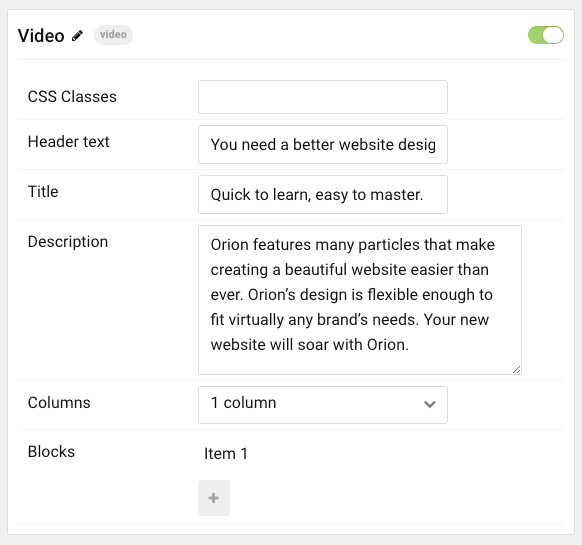 Video video
CSS Classes
Header text You need a better website desig
Title Quick to learn, easy to master.
Description Orion features many particles that make
creating a beautiful website easier than
ever. Orion’s design is flexible enough to
fit virtually any brand’s needs. Your new
website will soar with Orion.
Columns 1 column
Blocks Item 1
+